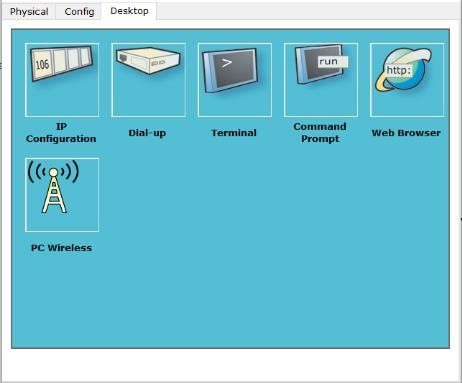 Physical Config Desktop
106
>
run
http:
IP
Configuration
Dial-up
Terminal
Command
Prompt
Web Browser
PC Wireless